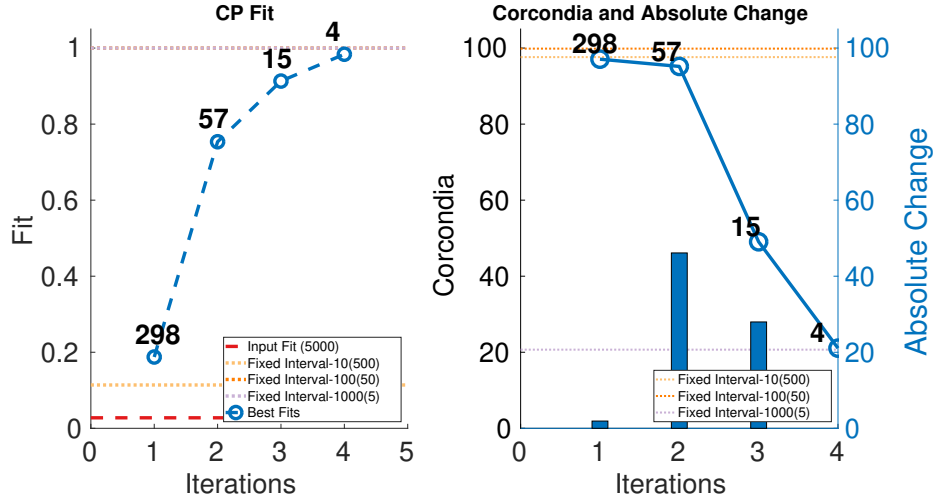 CP Fit
1
0.8
0.6
0.4
0.2
0
Fit
298
57
15
4
Input Fit (5000)
Fixed Interval-10(500)
Fixed Interval-100(50)
Fixed Interval-1000(5)
Best Fits
0 1 2 3 4 5
Iterations
Corcondia and Absolute Change
100
80
60
40
20
0
Corcondia
298
57
15
4
Fixed Interval-10(500)
Fixed Interval-100(50)
Fixed Interval-1000(5)
0 1 2 3 4
Iterations
100
80
60
40
20
0
Absolute Change